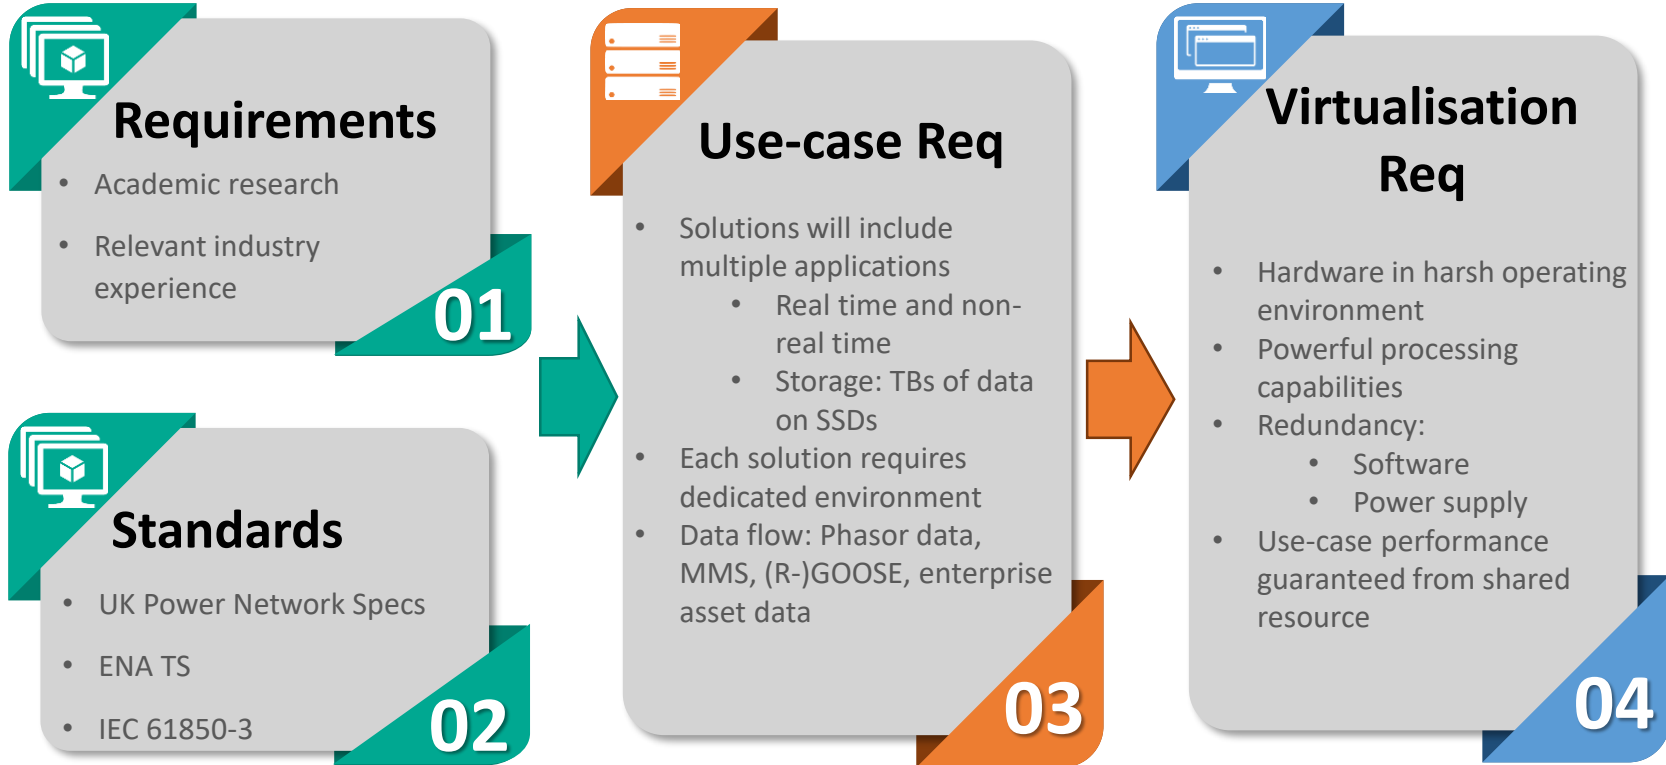 Requirements
• Academic research
• Relevant industry
experience
01
Standards
• UK Power Network Specs
• ENA TS
• IEC 61850-3
02
Use-case Req
• Solutions will include
multiple applications
• Real time and non-
real time
• Storage: TBs of data
on SSDs
• Each solution requires
dedicated environment
• Data flow: Phasor data,
MMS, (R-)GOOSE, enterprise
asset data
03
Virtualisation
Req
• Hardware in harsh operating
environment
• Powerful processing
capabilities
• Redundancy:
• Software
• Power supply
• Use-case performance
guaranteed from shared
resource
04